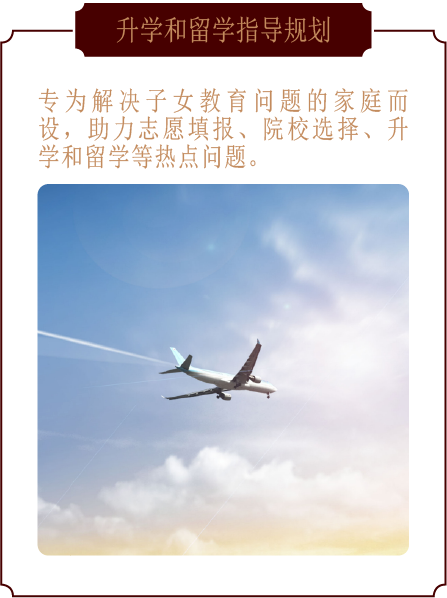 升学和留学指导规划
专为解决子女教育问题的家庭而
设，助力志愿填报、院校选择、升
学和留学等热点问题。